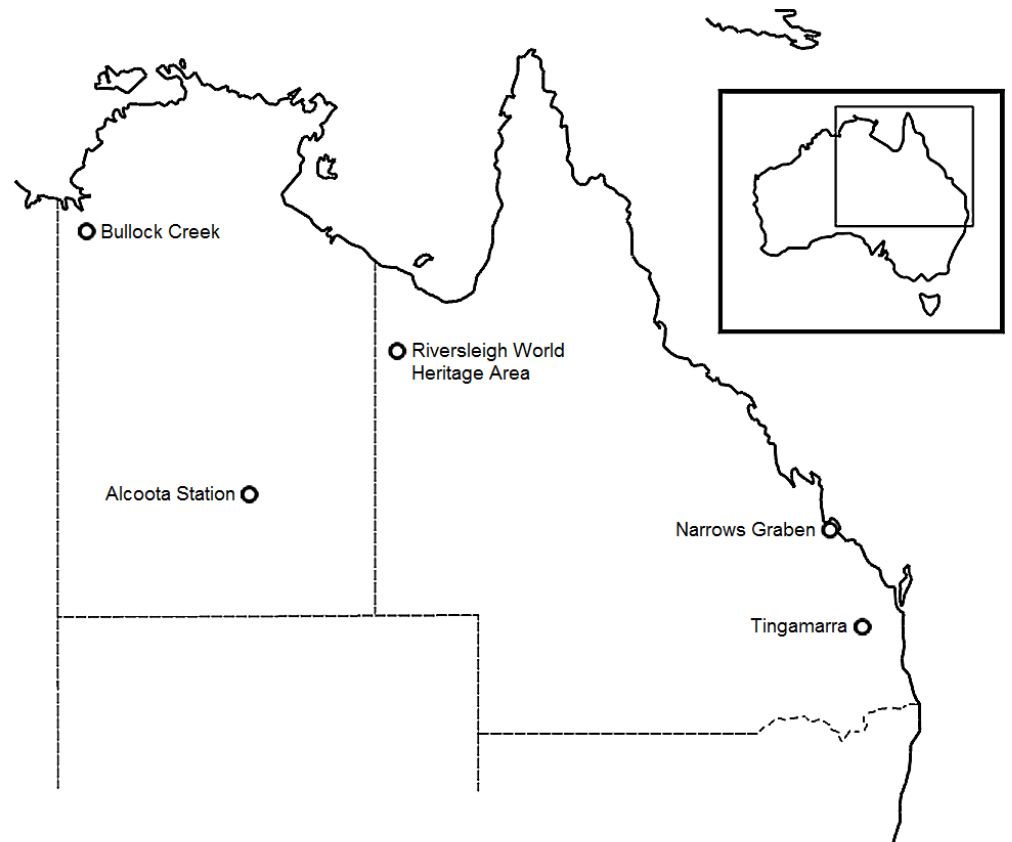 Bullock Creek
Riversleigh World
Heritage Area
Alcoota Station
Narrows Graben
Tingamarra